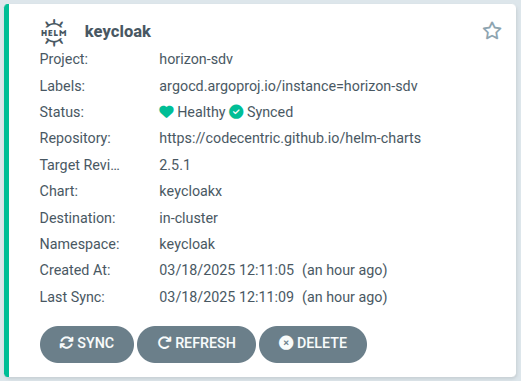 HELM keycloak
Project: horizon-sdv
Labels: argocd.argoproj.io/instance=horizon-sdv
Status: Healthy Synced
Repository: https://codecentric.github.io/helm-charts
Target Revi... 2.5.1
Chart: keycloakx
Destination: in-cluster
Namespace: keycloak
Created At: 03/18/2025 12:11:05 (an hour ago)
Last Sync: 03/18/2025 12:11:09 (an hour ago)
SYNC REFRESH DELETE